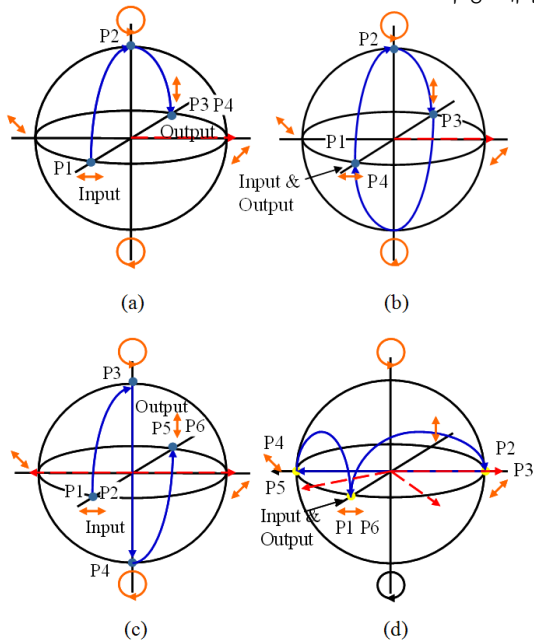 P2
P3 P4
Output
P1
Input
(a)
P2
P3
P1
P4
Input &
Output
(b)
P3
Output
P5 P6
P1 P2
Input
P4
(c)
P4
P2
P3
P5
Input &
Output
P1 P6
(d)